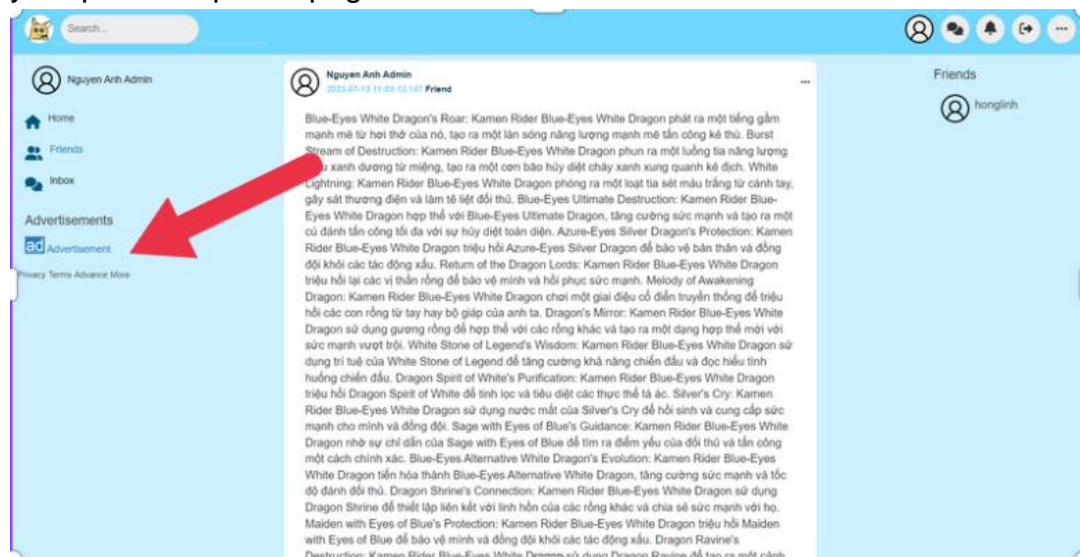 Search...
Nguyen Anh Admin
Home
Friends
Inbox
Advertisements
ad Advertisement
Privacy Terms Advance More
Nguyen Anh Admin
2023-07-13 11:03:12.147 Friend
Blue-Eyes White Dragon's Roar: Kamen Rider Blue-Eyes White Dragon phát ra một tiếng gầm
mạnh mẽ từ hơi thở của nó, tạo ra một làn sóng năng lượng mạnh mẽ tấn công kẻ thù. Burst
Stream of Destruction: Kamen Rider Blue-Eyes White Dragon phun ra một luồng tia năng lượng
xanh dương từ miệng, tạo ra một cơn bão hủy diệt cháy xanh xung quanh kẻ địch. White
Lightning: Kamen Rider Blue-Eyes White Dragon phóng ra một loạt tia sét màu trắng từ cánh tay,
gây sát thương điện và làm tê liệt đối thủ. Blue-Eyes Ultimate Destruction: Kamen Rider Blue-
Eyes White Dragon hợp thể với Blue-Eyes Ultimate Dragon, tăng cường sức mạnh và tạo ra một
cú đánh tấn công tối đa với sự hủy diệt toàn diện. Azure-Eyes Silver Dragon's Protection: Kamen
Rider Blue-Eyes White Dragon triệu hồi Azure-Eyes Silver Dragon để bảo vệ bản thân và đồng
đội khỏi các tác động xấu. Return of the Dragon Lords: Kamen Rider Blue-Eyes White Dragon
triệu hồi lại các vị thần rồng để bảo vệ mình và hồi phục sức mạnh. Melody of Awakening
Dragon: Kamen Rider Blue-Eyes White Dragon chơi một giai điệu cổ điển truyền thống để triệu
hồi các con rồng từ tay hay bộ giáp của anh ta. Dragon's Mirror: Kamen Rider Blue-Eyes White
Dragon sử dụng gương rồng để hợp thể với các rồng khác và tạo ra một dạng hợp thể mới với
sức mạnh vượt trội. White Stone of Legend's Wisdom: Kamen Rider Blue-Eyes White Dragon sử
dụng trí tuệ của White Stone of Legend để tăng cường khả năng chiến đấu và đọc hiểu tình
huống chiến đấu. Dragon Spirit of White's Purification: Kamen Rider Blue-Eyes White Dragon
triệu hồi Dragon Spirit of White để tinh lọc và tiêu diệt các thực thể tà ác. Silver's Cry: Kamen
Rider Blue-Eyes White Dragon sử dụng nước mắt của Silver's Cry để hồi sinh và cung cấp sức
mạnh cho mình và đồng đội. Sage with Eyes of Blue's Guidance: Kamen Rider Blue-Eyes White
Dragon nhờ sự chỉ dẫn của Sage with Eyes of Blue để tìm ra điểm yếu của đối thủ và tấn công
một cách chính xác. Blue-Eyes Alternative White Dragon's Evolution: Kamen Rider Blue-Eyes
White Dragon tiến hóa thành Blue-Eyes Alternative White Dragon, tăng cường sức mạnh và tốc
độ đánh đối thủ. Dragon Shrine's Connection: Kamen Rider Blue-Eyes White Dragon sử dụng
Dragon Shrine để thiết lập liên kết với linh hồn của các rồng khác và chia sẻ sức mạnh với họ.
Maiden with Eyes of Blue's Protection: Kamen Rider Blue-Eyes White Dragon triệu hồi Maiden
with Eyes of Blue để bảo vệ mình và đồng đội khỏi các tác động xấu. Dragon Ravine's
Destruction: Kamen Rider Blue-Eyes White Dragon sử dụng Dragon Ravine để tạo ra một cảnh
Friends
honglinh